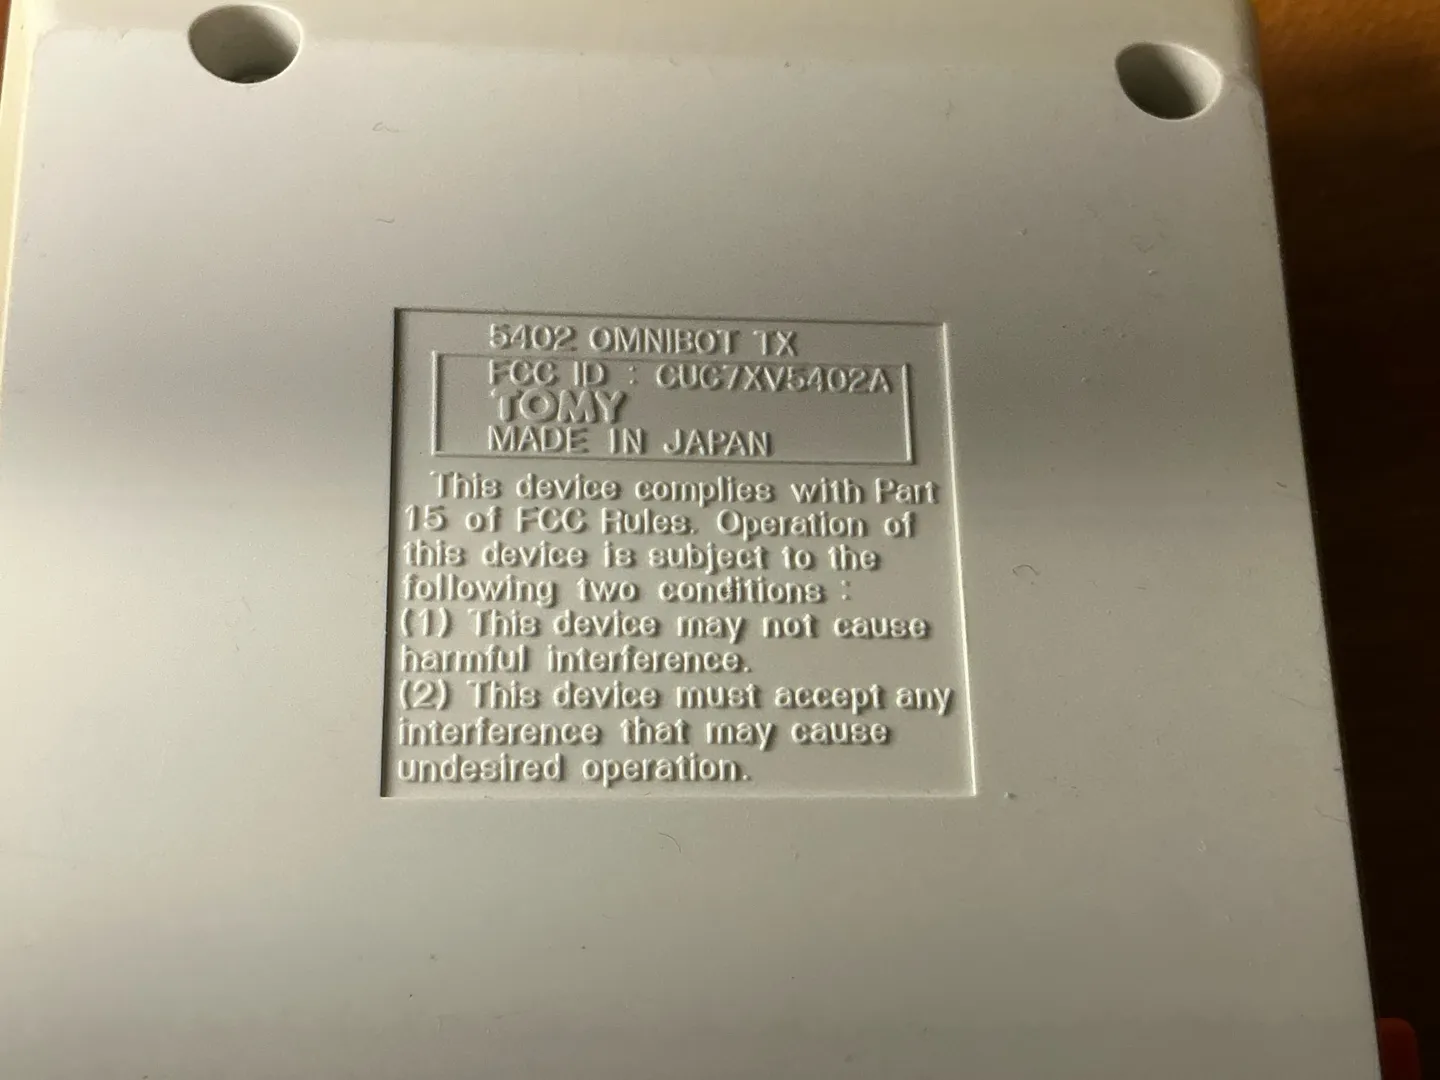 5402 OMNIBOT TX
FCC ID : CUC7XV5402A
TOMY
MADE IN JAPAN
This device complies with Part
15 of FCC Rules. Operation of
this device is subject to the
following two conditions :
(1) This device may not cause
harmful interference.
(2) This device must accept any
interference that may cause
undesired operation.